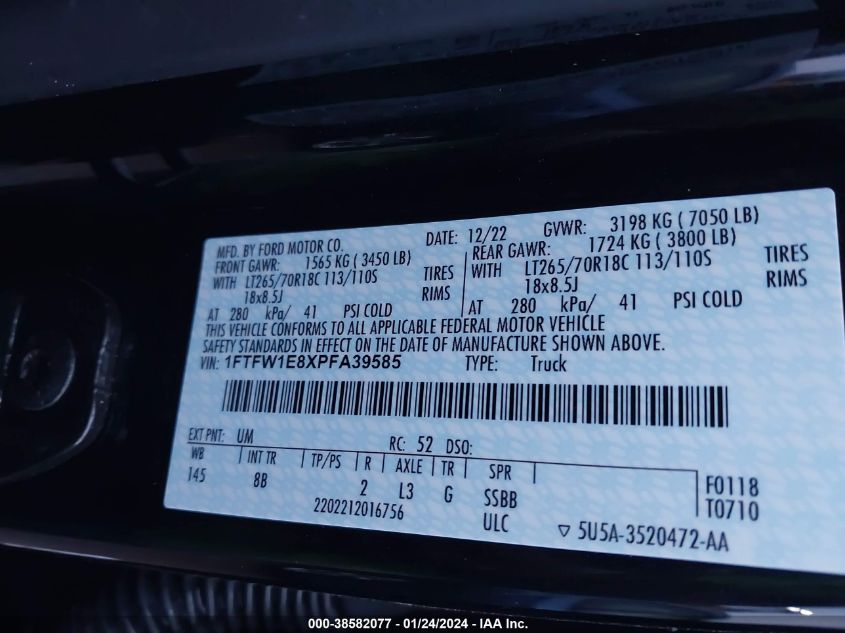 MFD. BY FORD MOTOR CO. DATE: 12/22 GVWR: 3198 KG ( 7050 LB)
FRONT GAWR: 1565 KG ( 3450 LB) REAR GAWR: 1724 KG ( 3800 LB)
WITH LT265/70R18C 113/110S TIRES WITH LT265/70R18C 113/110S TIRES
18x8.5J RIMS 18x8.5J RIMS
AT 280 kPa/ 41 PSI COLD AT 280 kPa/ 41 PSI COLD
THIS VEHICLE CONFORMS TO ALL APPLICABLE FEDERAL MOTOR VEHICLE
SAFETY STANDARDS IN EFFECT ON THE DATE OF MANUFACTURE SHOWN ABOVE.
VIN: 1FTFW1E8XPFA39585 TYPE: Truck
EXT PNT: UM RC: 52 DSO:
WB INT TR TP/PS R AXLE TR SPR
145 8B 2 L3 G SSBB F0118
2202212016756 ULC T0710
▽ 5U5A-3520472-AA
000-38582077 - 01/24/2024 - IAA Inc.